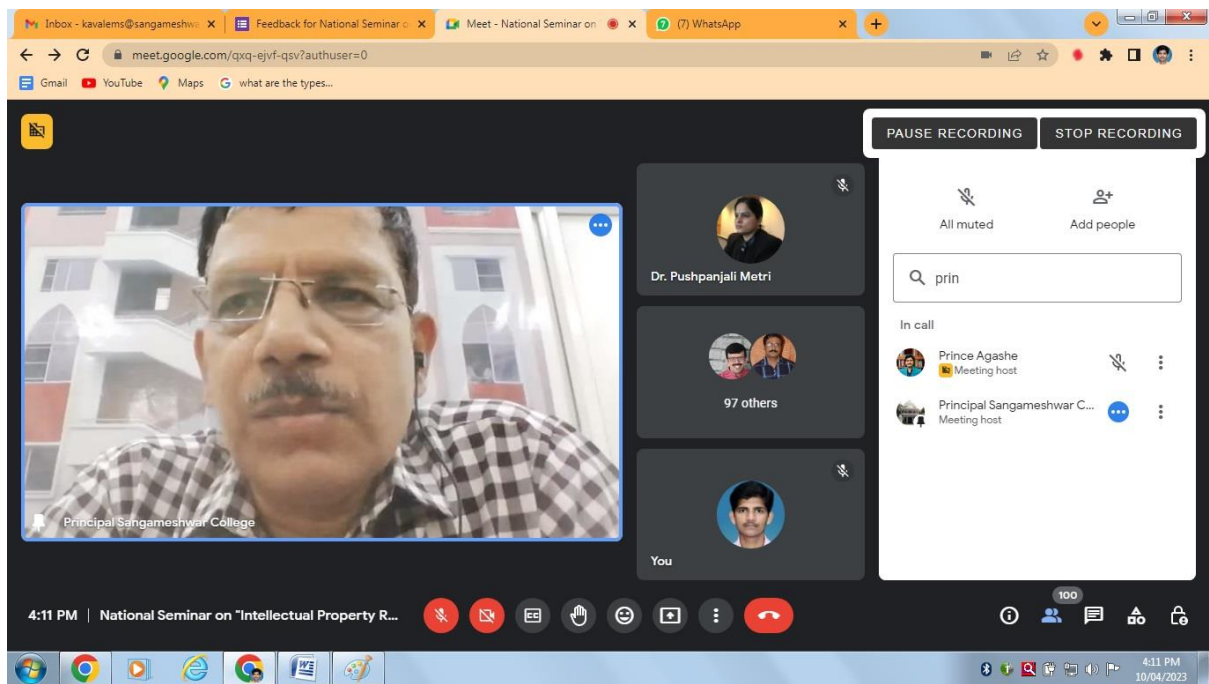 Inbox - kavalems@sangameshwa
Feedback for National Seminar o
Meet - National Seminar on
(7) WhatsApp
meet.google.com/qxq-ejvf-qsv?authuser=0
Gmail
YouTube
Maps
what are the types...
PAUSE RECORDING
STOP RECORDING
All muted
Add people
prin
In call
Prince Agashe
Meeting host
Principal Sangameshwar C...
Meeting host
Dr. Pushpanjali Metri
97 others
You
Principal Sangameshwar College
4:11 PM | National Seminar on "Intellectual Property R...
100
4:11 PM
10/04/2023